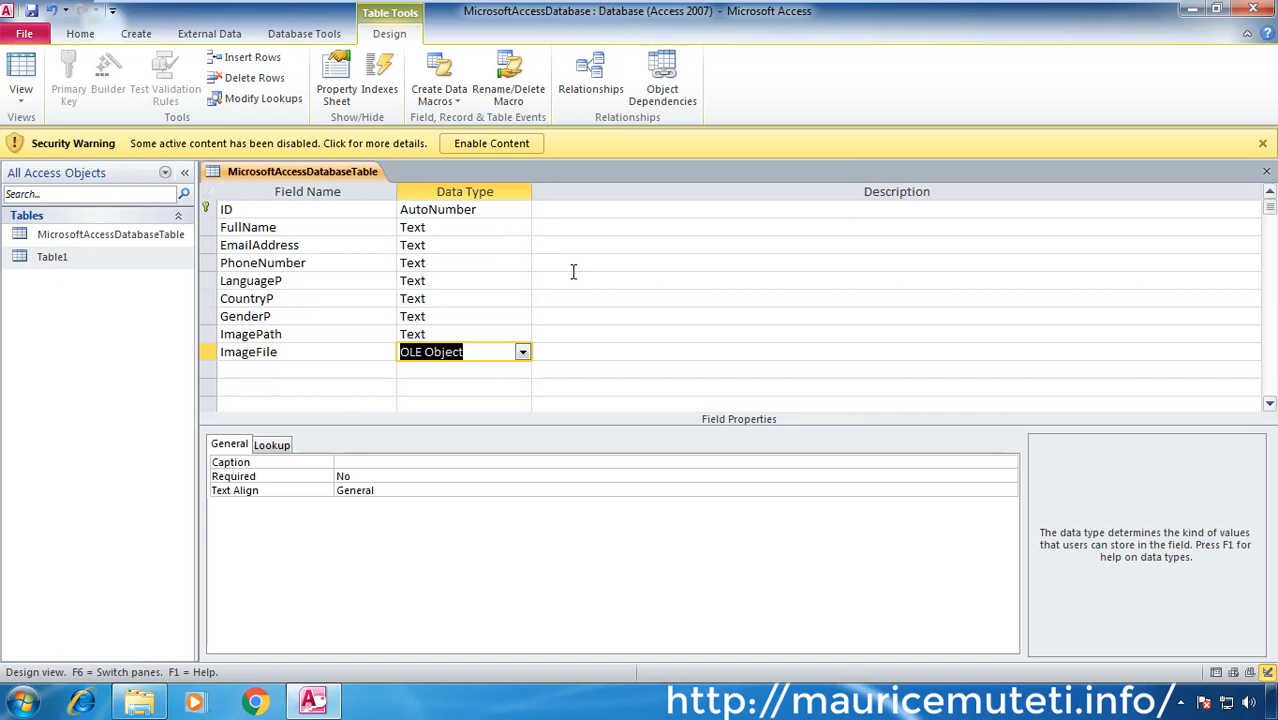 Table Tools
MicrosoftAccessDatabase : Database (Access 2007) - Microsoft Access
File Home Create External Data Database Tools Design
View
Primary Key
Builder
Test Validation Rules
Insert Rows
Delete Rows
Modify Lookups
Property Sheet
Indexes
Create Data Macros
Rename/Delete Macro
Relationships
Object Dependencies
Views Tools Show/Hide Field, Record & Table Events Relationships
Security Warning Some active content has been disabled. Click for more details. Enable Content
All Access Objects
Search...
Tables
MicrosoftAccessDatabaseTable
Table1
MicrosoftAccessDatabaseTable
Field Name Data Type Description
ID AutoNumber
FullName Text
EmailAddress Text
PhoneNumber Text
LanguageP Text
CountryP Text
GenderP Text
ImagePath Text
ImageFile OLE Object
Field Properties
General Lookup
Caption
Required No
Text Align General
The data type determines the kind of values
that users can store in the field. Press F1 for
help on data types.
Design view. F6 = Switch panes. F1 = Help.
http://mauricemuteti.info/